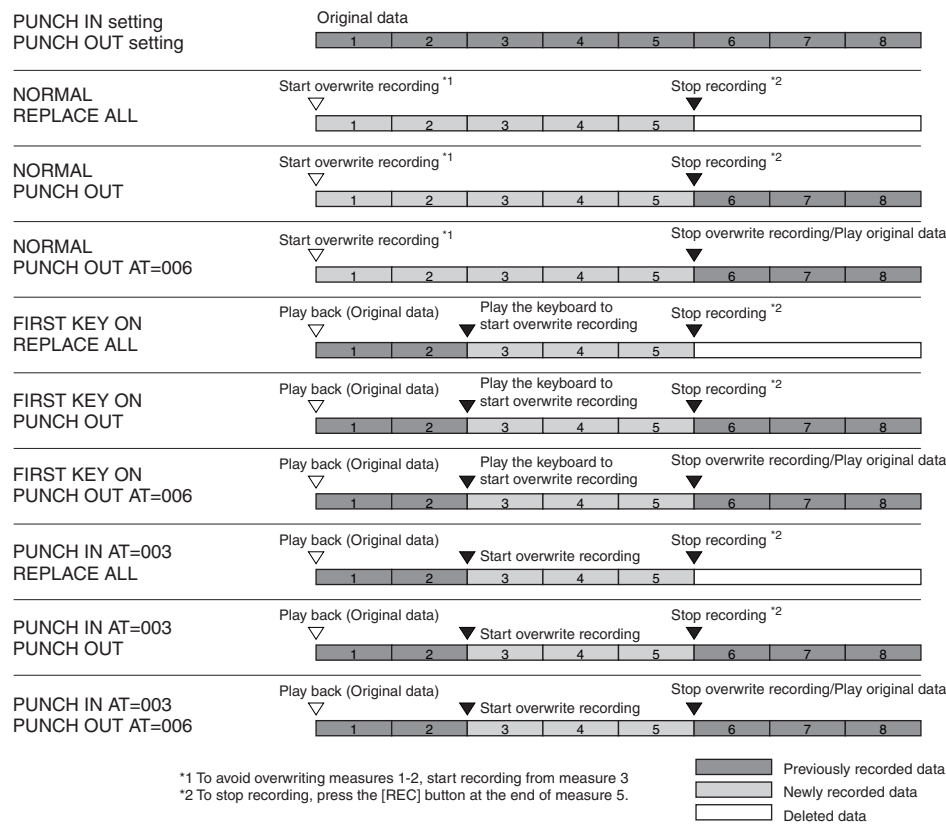 PUNCH IN setting
PUNCH OUT setting
Original data
1 2 3 4 5 6 7 8
NORMAL
REPLACE ALL
Start overwrite recording *1
Stop recording *2
1 2 3 4 5
NORMAL
PUNCH OUT
Start overwrite recording *1
Stop recording *2
1 2 3 4 5 6 7 8
NORMAL
PUNCH OUT AT=006
Start overwrite recording *1
Stop overwrite recording/Play original data
1 2 3 4 5 6 7 8
FIRST KEY ON
REPLACE ALL
Play back (Original data)
Play the keyboard to
start overwrite recording
Stop recording *2
1 2 3 4 5
FIRST KEY ON
PUNCH OUT
Play back (Original data)
Play the keyboard to
start overwrite recording
Stop recording *2
1 2 3 4 5 6 7 8
FIRST KEY ON
PUNCH OUT AT=006
Play back (Original data)
Play the keyboard to
start overwrite recording
Stop overwrite recording/Play original data
1 2 3 4 5 6 7 8
PUNCH IN AT=003
REPLACE ALL
Play back (Original data)
Start overwrite recording
Stop recording *2
1 2 3 4 5
PUNCH IN AT=003
PUNCH OUT
Play back (Original data)
Start overwrite recording
Stop recording *2
1 2 3 4 5 6 7 8
PUNCH IN AT=003
PUNCH OUT AT=006
Play back (Original data)
Start overwrite recording
Stop overwrite recording/Play original data
1 2 3 4 5 6 7 8
*1 To avoid overwriting measures 1-2, start recording from measure 3
*2 To stop recording, press the [REC] button at the end of measure 5.
Previously recorded data
Newly recorded data
Deleted data